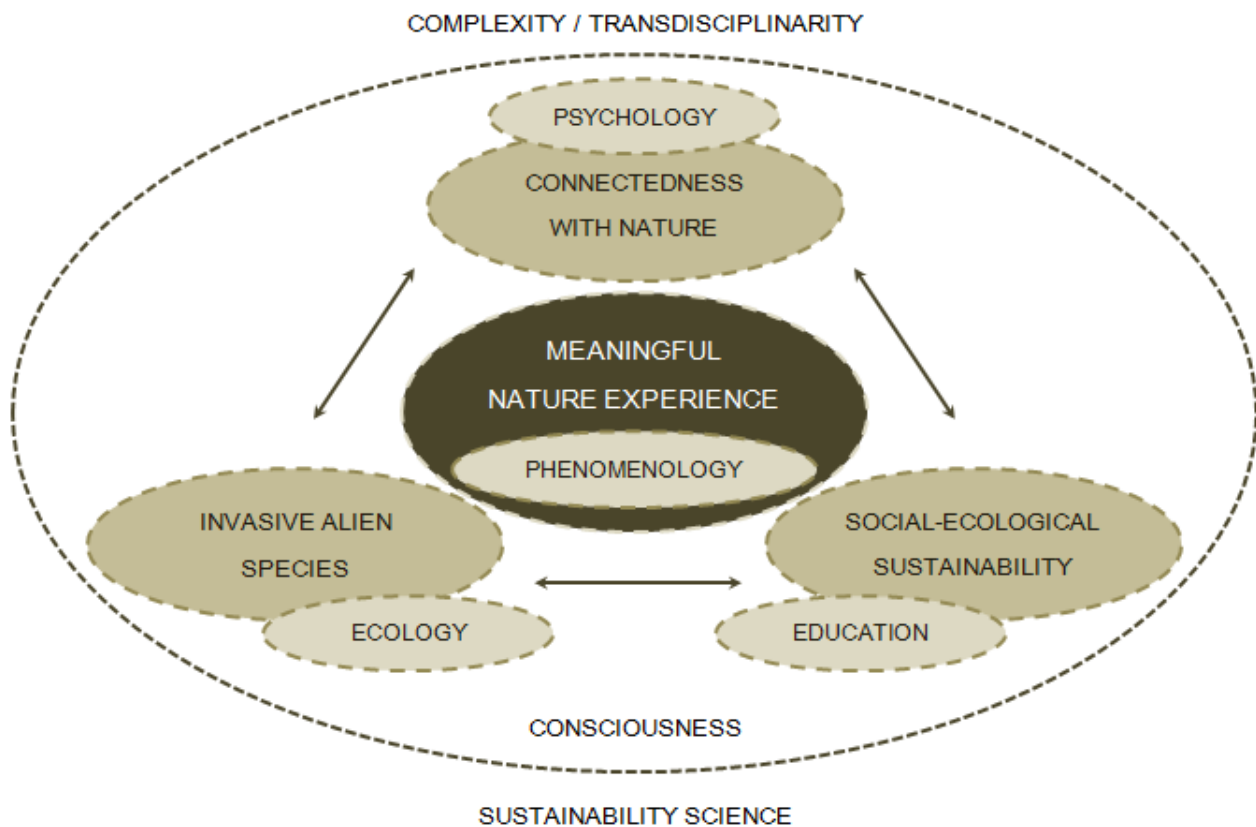 COMPLEXITY / TRANSDISCIPLINARITY
PSYCHOLOGY
CONNECTEDNESS
WITH NATURE
MEANINGFUL
NATURE EXPERIENCE
PHENOMENOLOGY
INVASIVE ALIEN
SPECIES
ECOLOGY
SOCIAL-ECOLOGICAL
SUSTAINABILITY
EDUCATION
CONSCIOUSNESS
SUSTAINABILITY SCIENCE